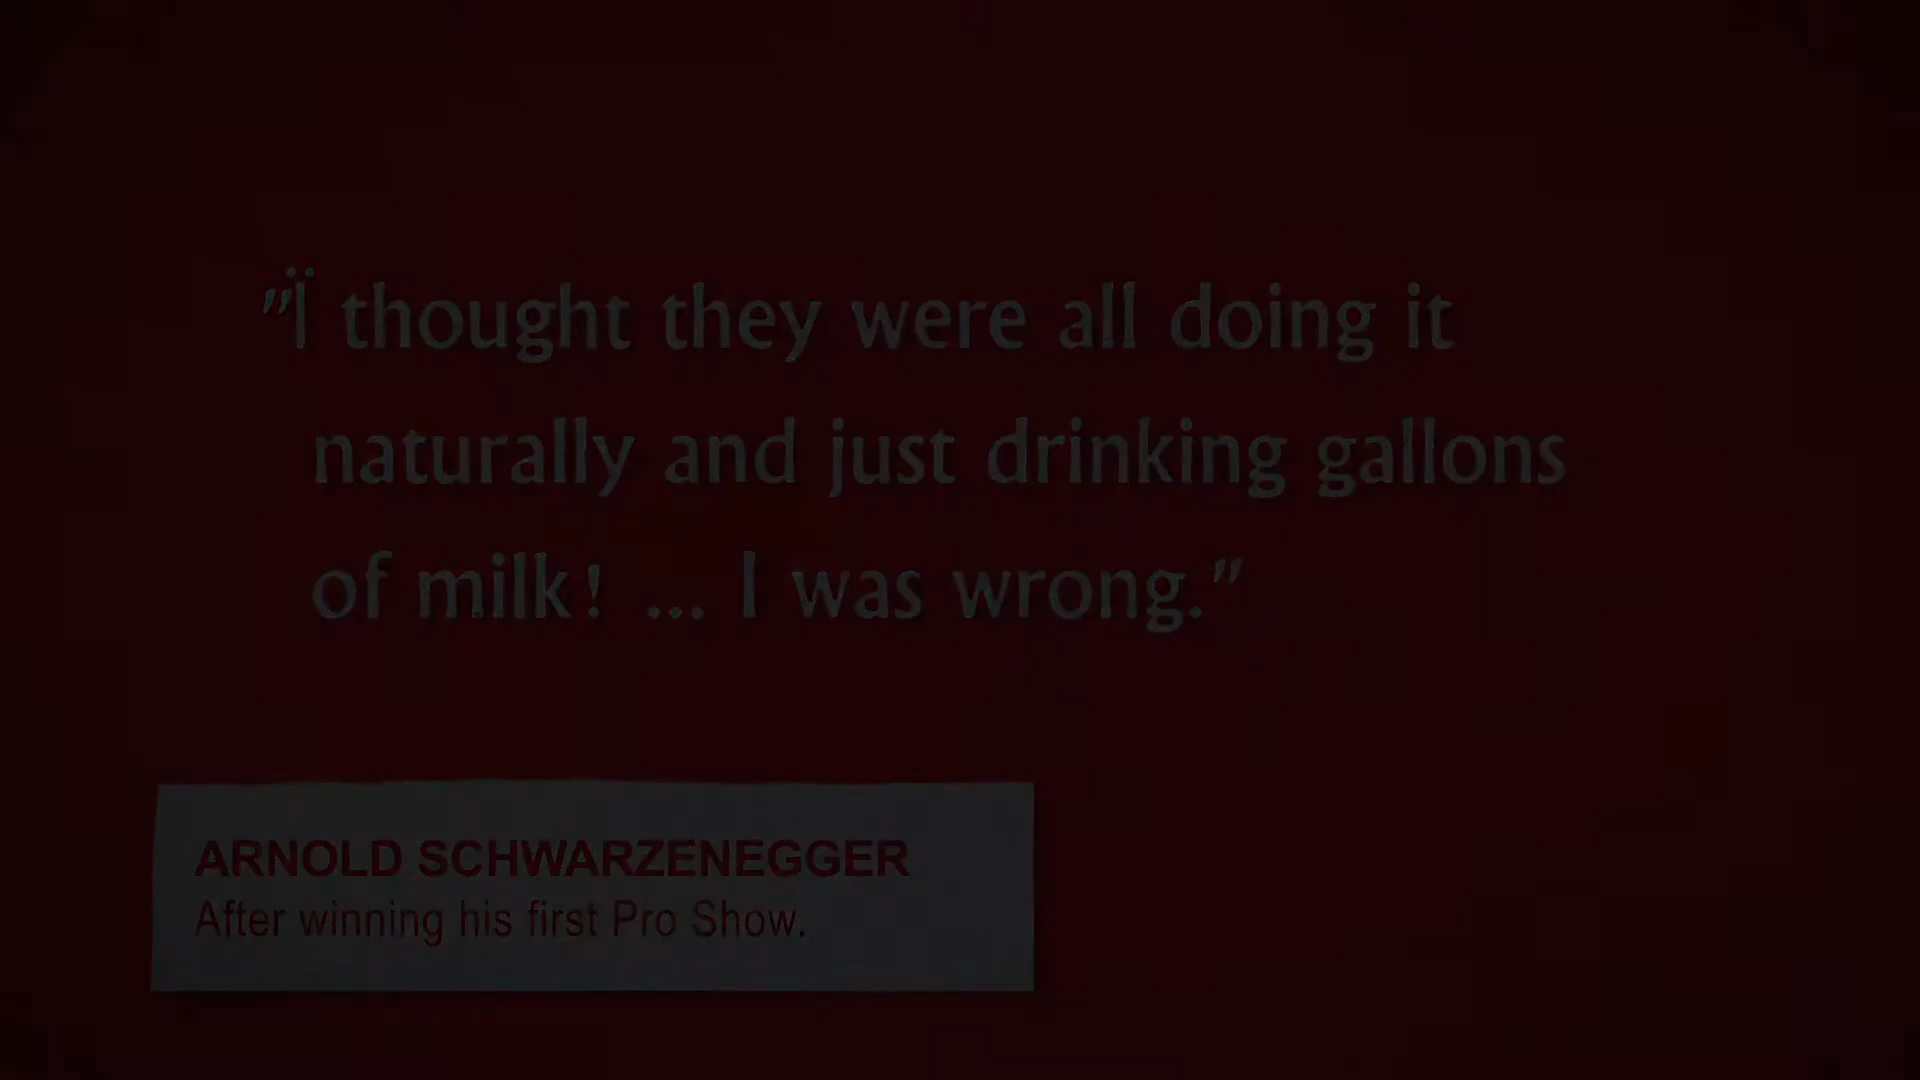 "Ï thought they were all doing it
naturally and just drinking gallons
of milk! ... I was wrong."
ARNOLD SCHWARZENEGGER
After winning his first Pro Show.